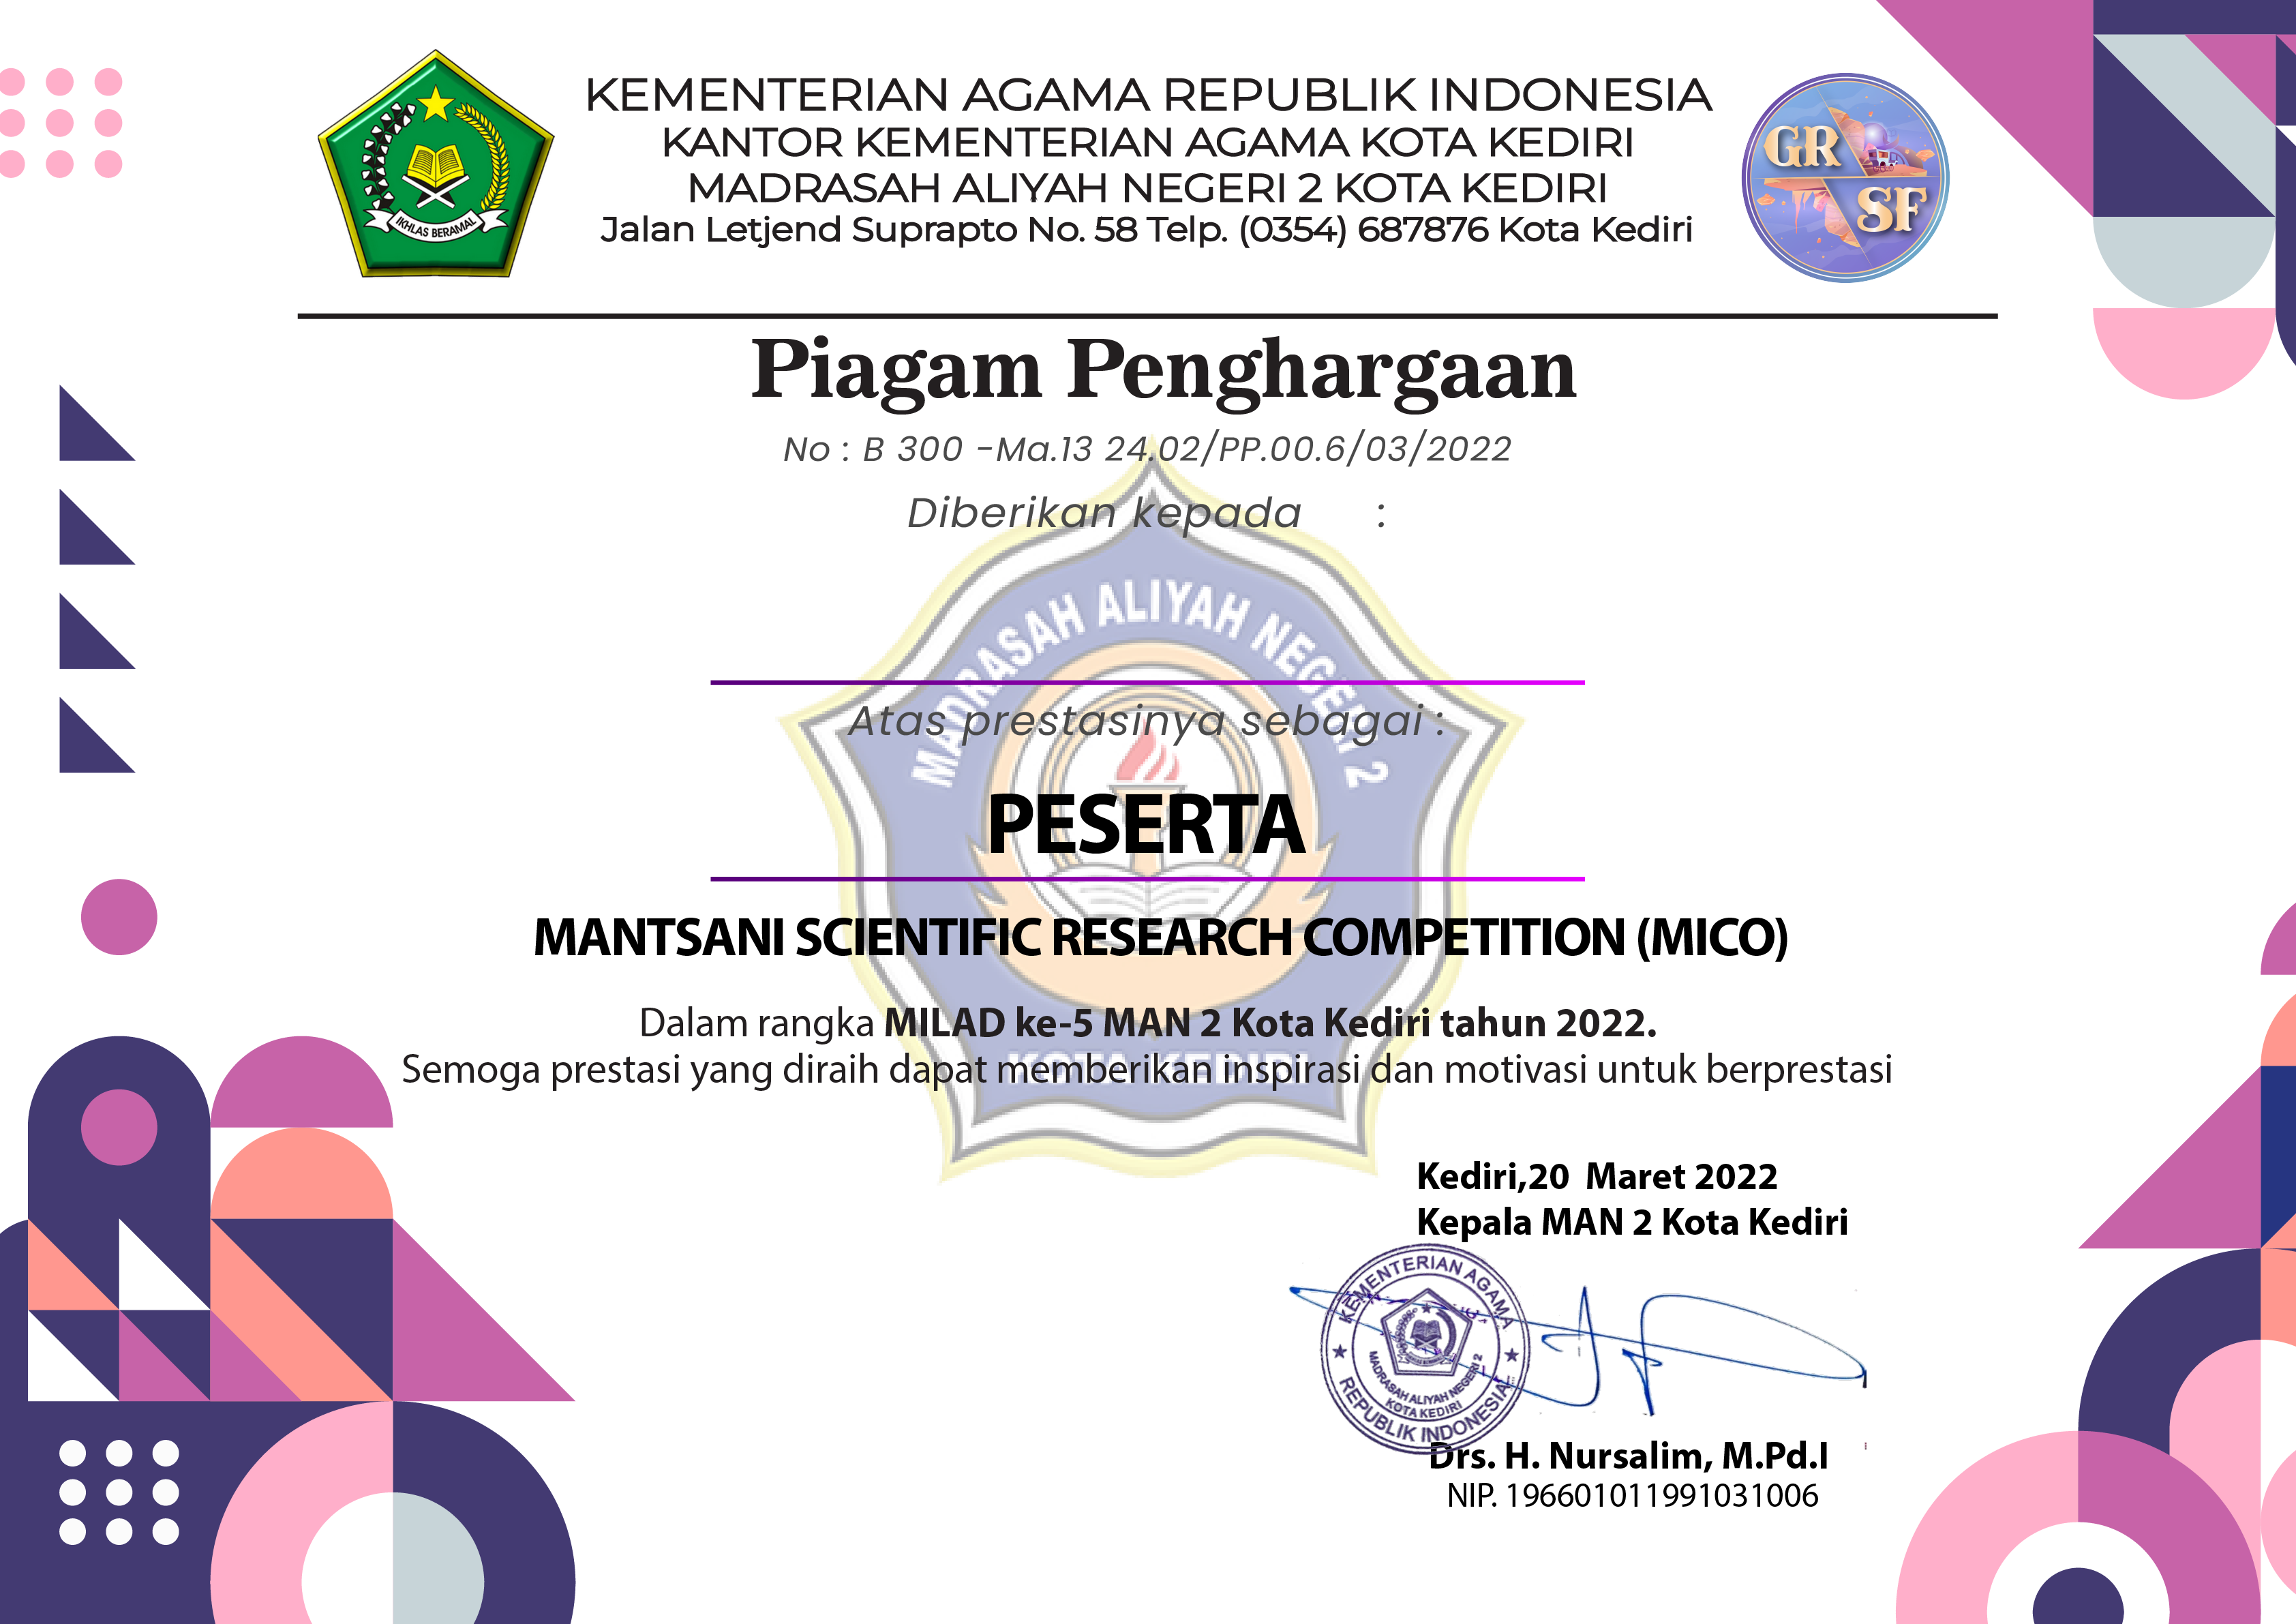 KEMENTERIAN AGAMA REPUBLIK INDONESIA
KANTOR KEMENTERIAN AGAMA KOTA KEDIRI
MADRASAH ALIYAH NEGERI 2 KOTA KEDIRI
Jalan Letjend Suprapto No. 58 Telp. (0354) 687876 Kota Kediri
IKHLAS BERAMAL
GR
SF
Piagam Penghargaan
No : B 300 -Ma.13 24.02/PP.00.6/03/2022
Diberikan kepada :
MADRASAH ALIYAH NEGERI 2
Atas prestasinya sebagai :
PESERTA
MANTSANI SCIENTIFIC RESEARCH COMPETITION (MICO)
Dalam rangka MILAD ke-5 MAN 2 Kota Kediri tahun 2022.
KOTA KEDIRI
Semoga prestasi yang diraih dapat memberikan inspirasi dan motivasi untuk berprestasi
Kediri,20 Maret 2022
Kepala MAN 2 Kota Kediri
KEMENTERIAN AGAMA
MADRASAH ALIYAH NEGERI 2
KOTA KEDIRI
REPUBLIK INDONESIA
Drs. H. Nursalim, M.Pd.I
NIP. 196601011991031006